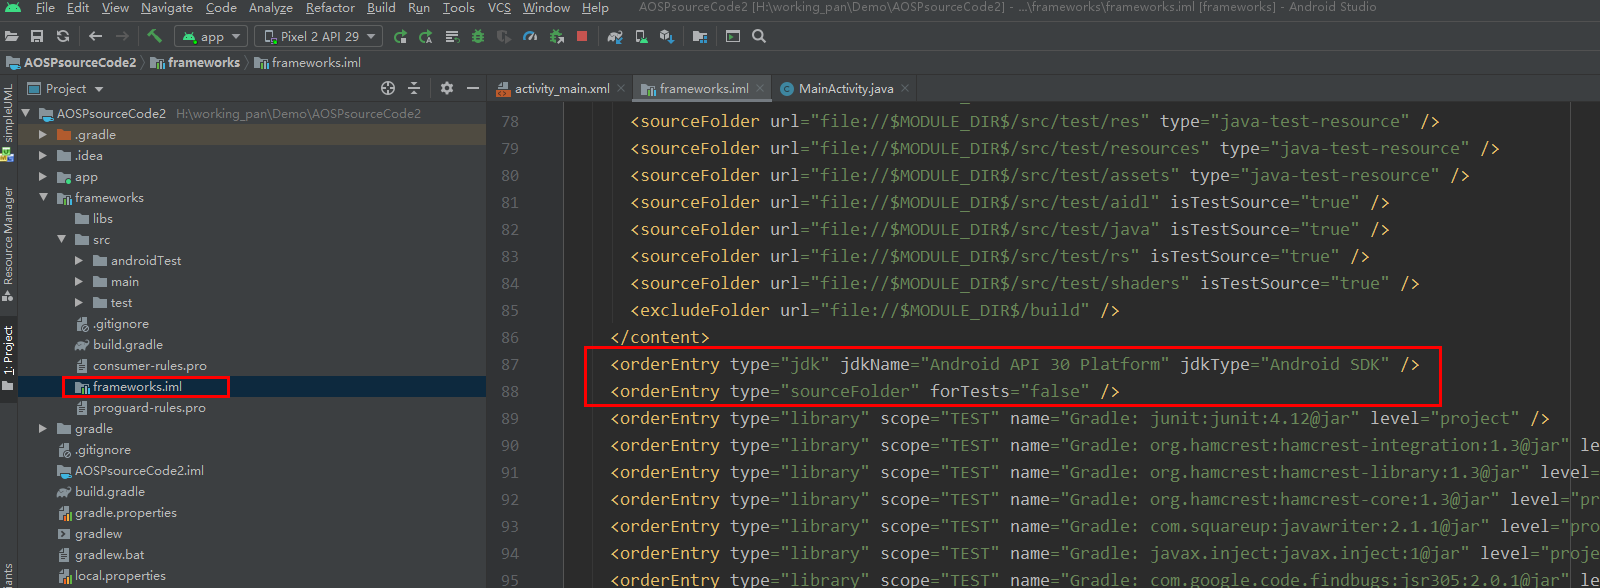 File Edit View Navigate Code Analyze Refactor Build Run Tools VCS Window Help AOSPsourceCode2 [H:\working_pan\Demo\AOSPsourceCode2] - ...\frameworks\frameworks.iml [frameworks] - Android Studio
app Pixel 2 API 29
AOSPsourceCode2 frameworks frameworks.iml
Project
activity_main.xml frameworks.iml MainActivity.java
simpleUML
Resource Manager
1: Project
AOSPsourceCode2 H:\working_pan\Demo\AOSPsourceCode2
.gradle
.idea
app
frameworks
libs
src
androidTest
main
test
.gitignore
build.gradle
consumer-rules.pro
frameworks.iml
proguard-rules.pro
gradle
.gitignore
AOSPsourceCode2.iml
build.gradle
gradle.properties
gradlew
gradlew.bat
local.properties
78 <sourceFolder url="file://$MODULE_DIR$/src/test/res" type="java-test-resource" />
79 <sourceFolder url="file://$MODULE_DIR$/src/test/resources" type="java-test-resource" />
80 <sourceFolder url="file://$MODULE_DIR$/src/test/assets" type="java-test-resource" />
81 <sourceFolder url="file://$MODULE_DIR$/src/test/aidl" isTestSource="true" />
82 <sourceFolder url="file://$MODULE_DIR$/src/test/java" isTestSource="true" />
83 <sourceFolder url="file://$MODULE_DIR$/src/test/rs" isTestSource="true" />
84 <sourceFolder url="file://$MODULE_DIR$/src/test/shaders" isTestSource="true" />
85 <excludeFolder url="file://$MODULE_DIR$/build" />
86 </content>
87 <orderEntry type="jdk" jdkName="Android API 30 Platform" jdkType="Android SDK" />
88 <orderEntry type="sourceFolder" forTests="false" />
89 <orderEntry type="library" scope="TEST" name="Gradle: junit:junit:4.12@jar" level="project" />
90 <orderEntry type="library" scope="TEST" name="Gradle: org.hamcrest:hamcrest-integration:1.3@jar" le
91 <orderEntry type="library" scope="TEST" name="Gradle: org.hamcrest:hamcrest-library:1.3@jar" level=
92 <orderEntry type="library" scope="TEST" name="Gradle: org.hamcrest:hamcrest-core:1.3@jar" level="pr
93 <orderEntry type="library" scope="TEST" name="Gradle: com.squareup:javawriter:2.1.1@jar" level="pro
94 <orderEntry type="library" scope="TEST" name="Gradle: javax.inject:javax.inject:1@jar" level="proje
95 <orderEntry type="library" scope="TEST" name="Gradle: com.google.code.findbugs:jsr305:2.0.1@jar" le